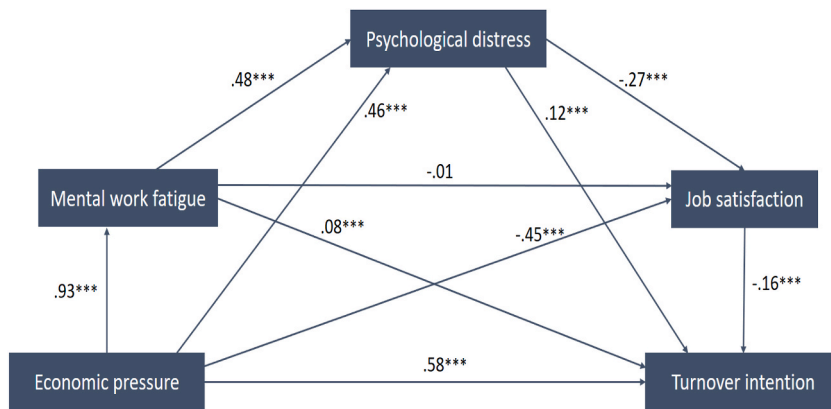 Psychological distress
.48***
-.27***
.46***
.12***
-.01
Mental work fatigue
Job satisfaction
.08***
-.45***
.93***
-.16***
.58***
Economic pressure
Turnover intention